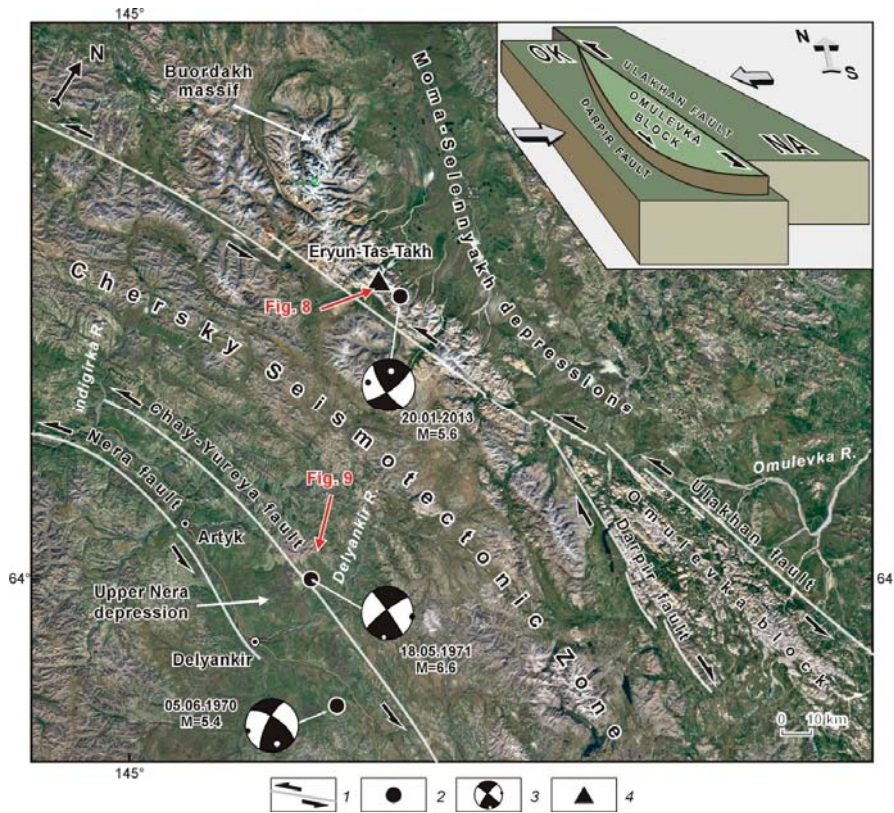 145°
N
Buordakh
massif
Moma-Selennyakh depressions
N
S
OK
ULAKHAN FAULT
OMULEVKA
BLOCK
DARPIR FAULT
NA
Eryun-Tas-Takh
Fig. 8
Chersky Seismotectonic Zone
Indigirka R.
20.01.2013
M=5.6
Chay-Yureya fault
Nera fault
Fig. 9
Omulevka R.
Ulakhan fault
Omulevka block
Darpir fault
Artyk
Delyankir R.
64°
64°
Upper Nera
depression
Delyankir
18.05.1971
M=6.6
05.06.1970
M=5.4
0 10 km
145°
1
2
3
4